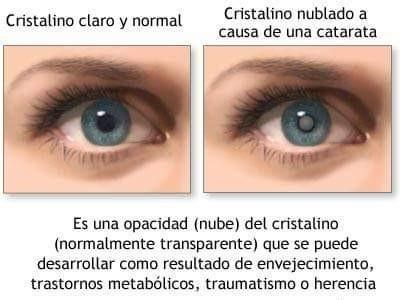 Cristalino claro y normal
Cristalino nublado a
causa de una catarata
Es una opacidad (nube) del cristalino
(normalmente transparente) que se puede
desarrollar como resultado de envejecimiento,
trastornos metabólicos, traumatismo o herencia